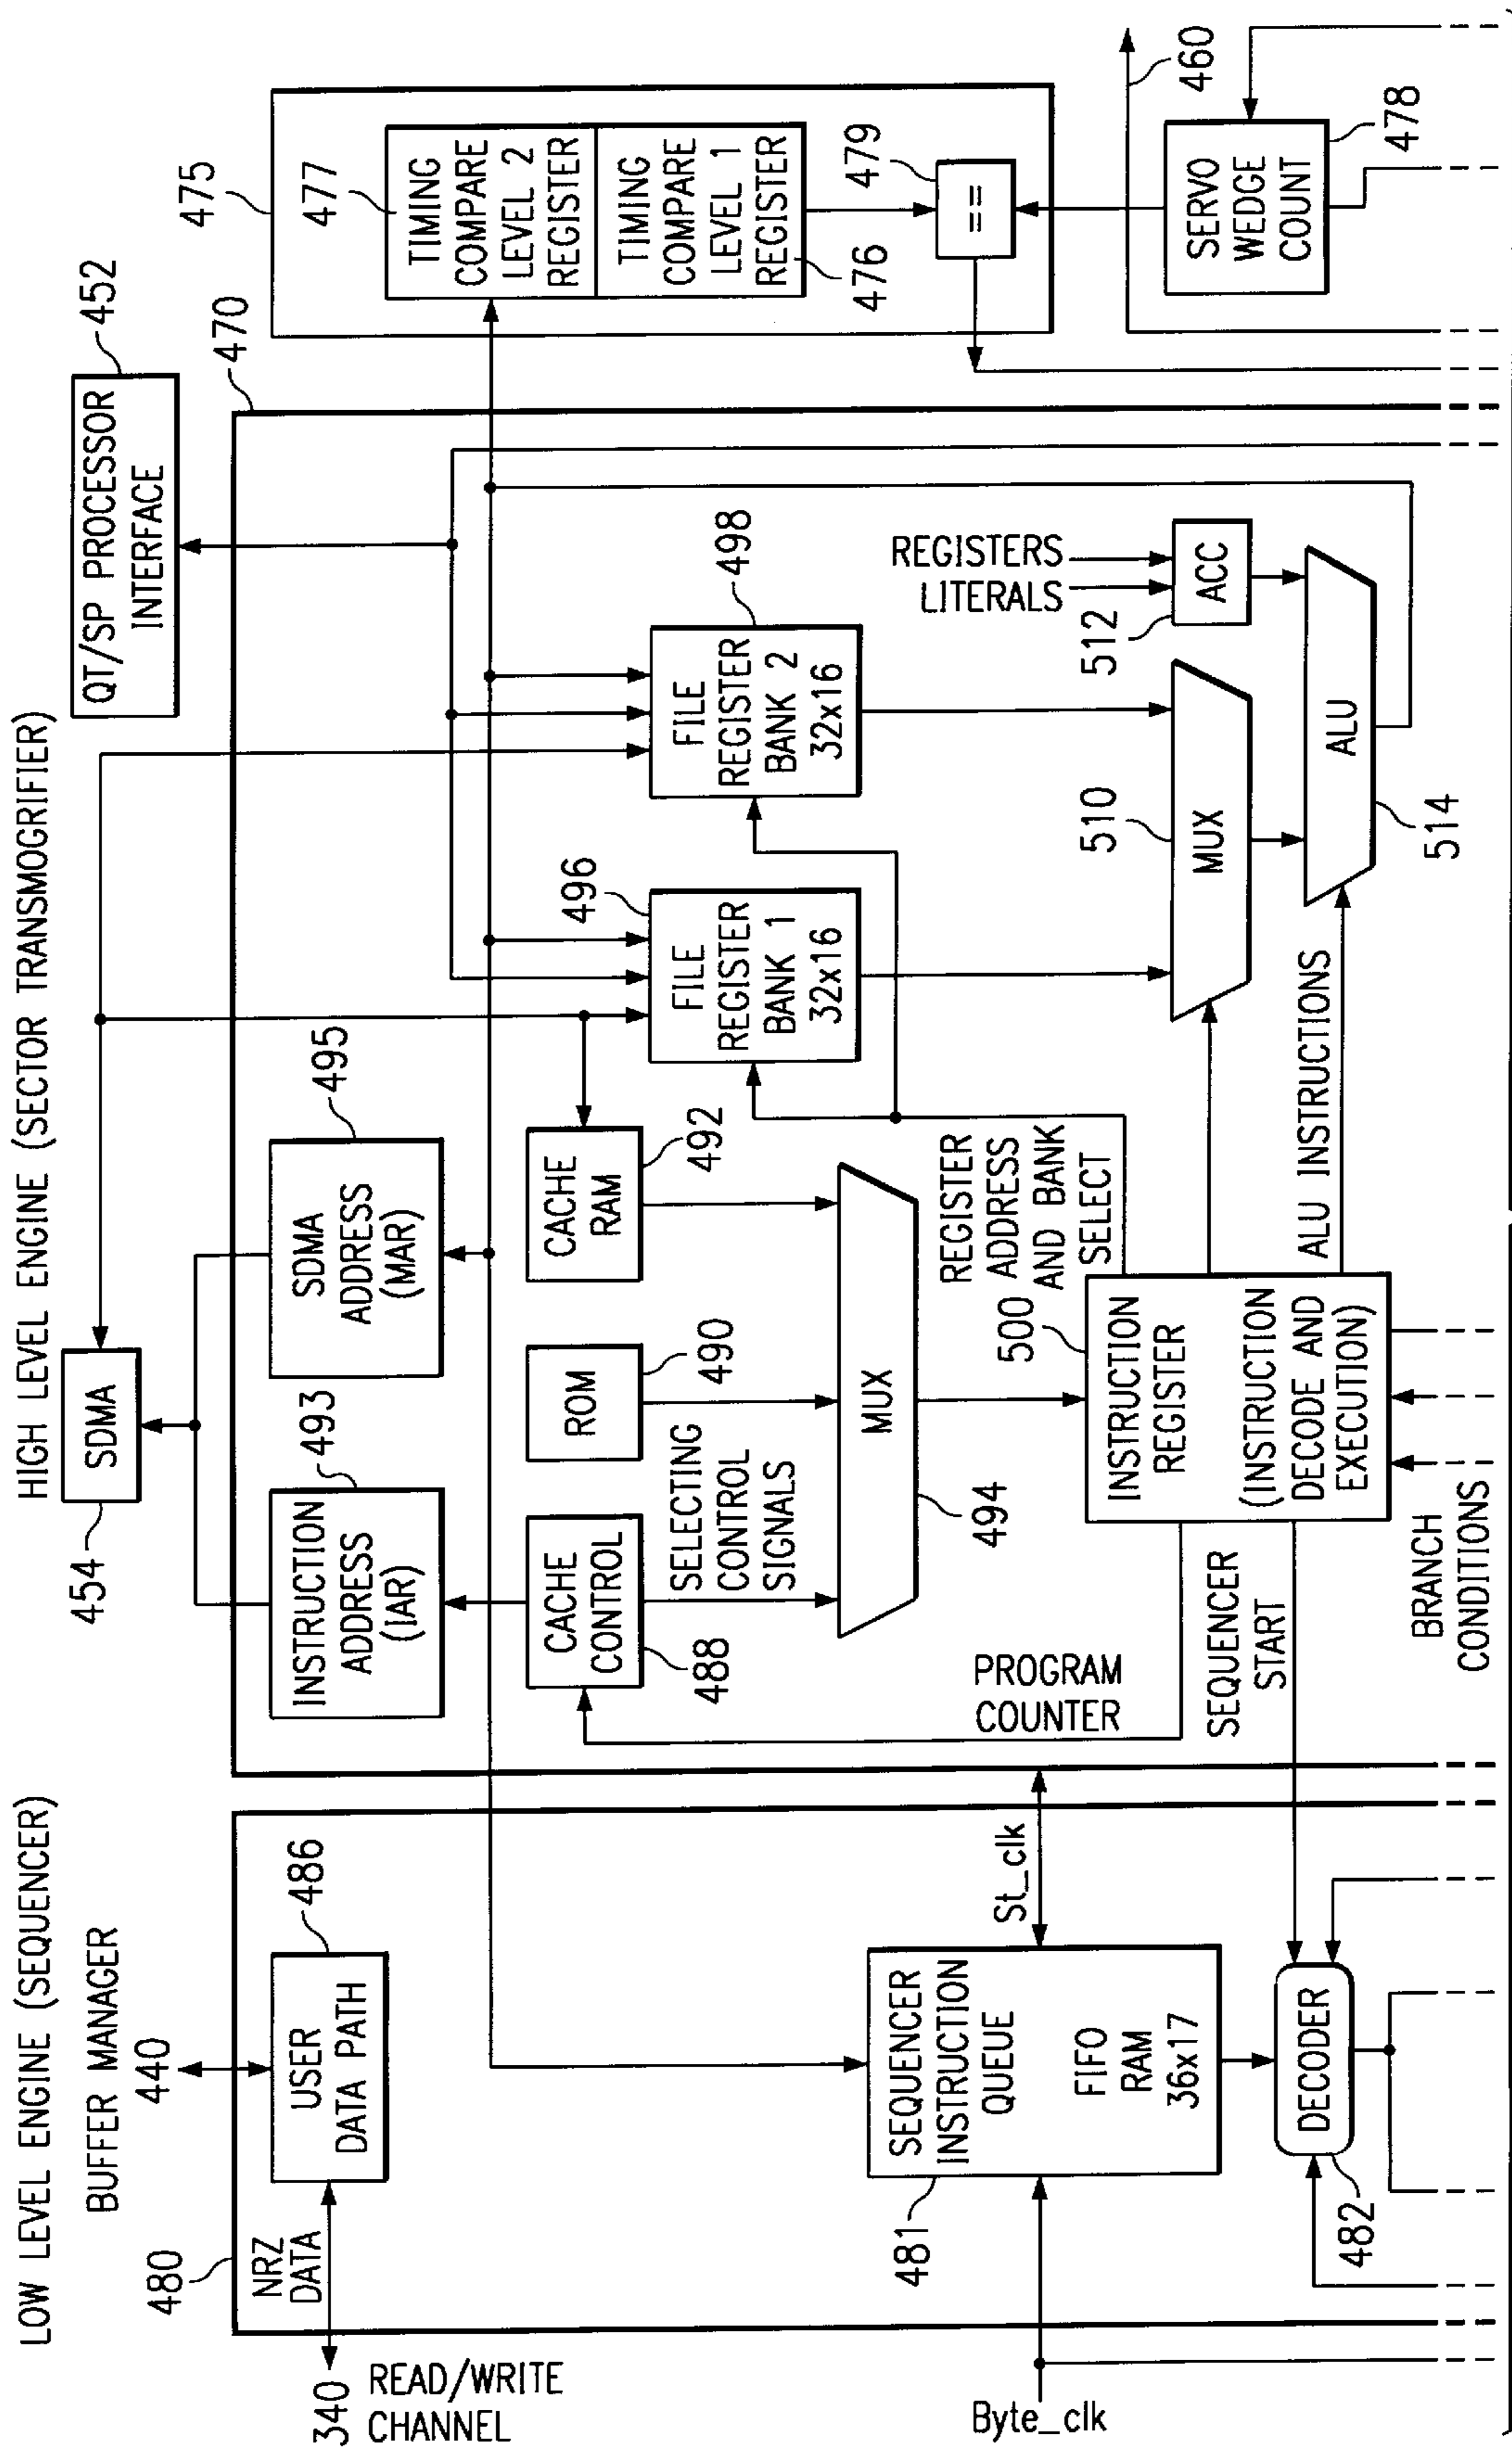 LOW LEVEL ENGINE (SEQUENCER)
HIGH LEVEL ENGINE (SECTOR TRANSMOGRIFIER)
BUFFER MANAGER
440
480
NRZ
DATA
340
READ/WRITE
CHANNEL
USER
DATA PATH
486
454
SDMA
QT/SP PROCESSOR
INTERFACE
452
470
475
477
INSTRUCTION
ADDRESS
(IAR)
493
SDMA
ADDRESS
(MAR)
495
TIMING
COMPARE
LEVEL 2
REGISTER
TIMING
COMPARE
LEVEL 1
REGISTER
476
479
==
CACHE
CONTROL
488
ROM
490
CACHE
RAM
492
SELECTING
CONTROL
SIGNALS
MUX
494
496
FILE
REGISTER
BANK 1
32x16
498
FILE
REGISTER
BANK 2
32x16
REGISTERS
LITERALS
ACC
512
510
MUX
ALU
514
PROGRAM
COUNTER
REGISTER
ADDRESS
AND BANK
SELECT
500
INSTRUCTION
REGISTER
(INSTRUCTION
DECODE AND
EXECUTION)
ALU INSTRUCTIONS
SEQUENCER
START
BRANCH
CONDITIONS
St_clk
Byte_clk
481
SEQUENCER
INSTRUCTION
QUEUE
FIFO
RAM
36x17
DECODER
482
460
SERVO
WEDGE
COUNT
478